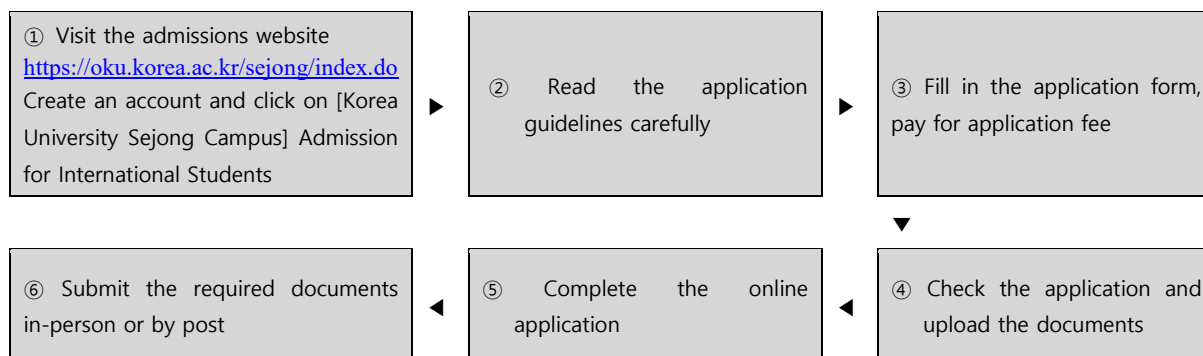 ① Visit the admissions website
https://oku.korea.ac.kr/sejong/index.do
Create an account and click on [Korea
University Sejong Campus] Admission
for International Students
▶
② Read the application
guidelines carefully
▶
③ Fill in the application form,
pay for application fee
▼
④ Check the application and
upload the documents
◀
⑤ Complete the online
application
◀
⑥ Submit the required documents
in-person or by post